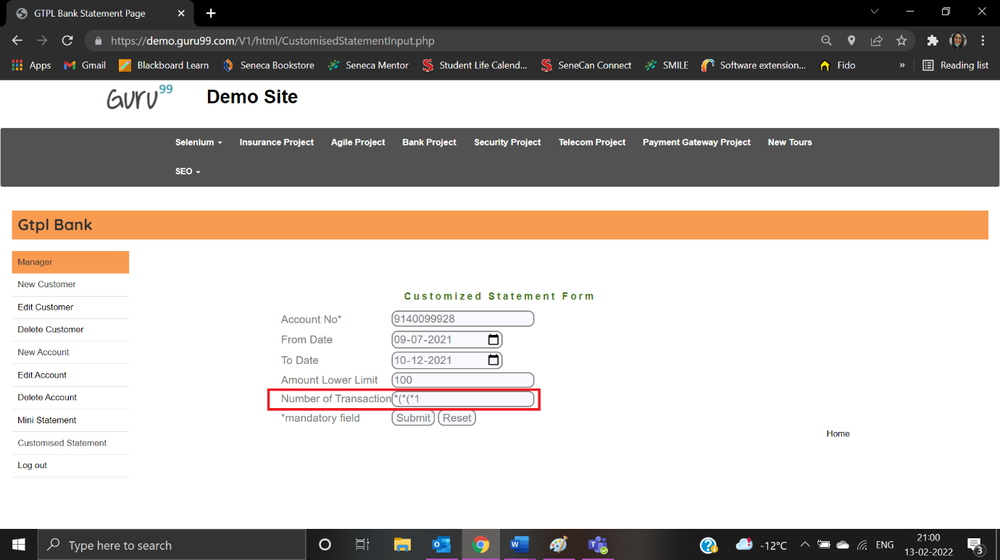 GTPL Bank Statement Page
https://demo.guru99.com/V1/html/CustomisedStatementInput.php
Apps Gmail Blackboard Learn Seneca Bookstore Seneca Mentor Student Life Calend... SeneCan Connect SMILE Software extension... Fido » Reading list
Guru99 Demo Site
Selenium Insurance Project Agile Project Bank Project Security Project Telecom Project Payment Gateway Project New Tours
SEO
Gtpl Bank
Manager
New Customer
Edit Customer
Delete Customer
New Account
Edit Account
Delete Account
Mini Statement
Customised Statement
Log out
Customized Statement Form
Account No* 9140099928
From Date 09-07-2021
To Date 10-12-2021
Amount Lower Limit 100
Number of Transaction *(*(*1
*mandatory field Submit Reset
Home
Type here to search
-12°C ENG
21:00
13-02-2022
3